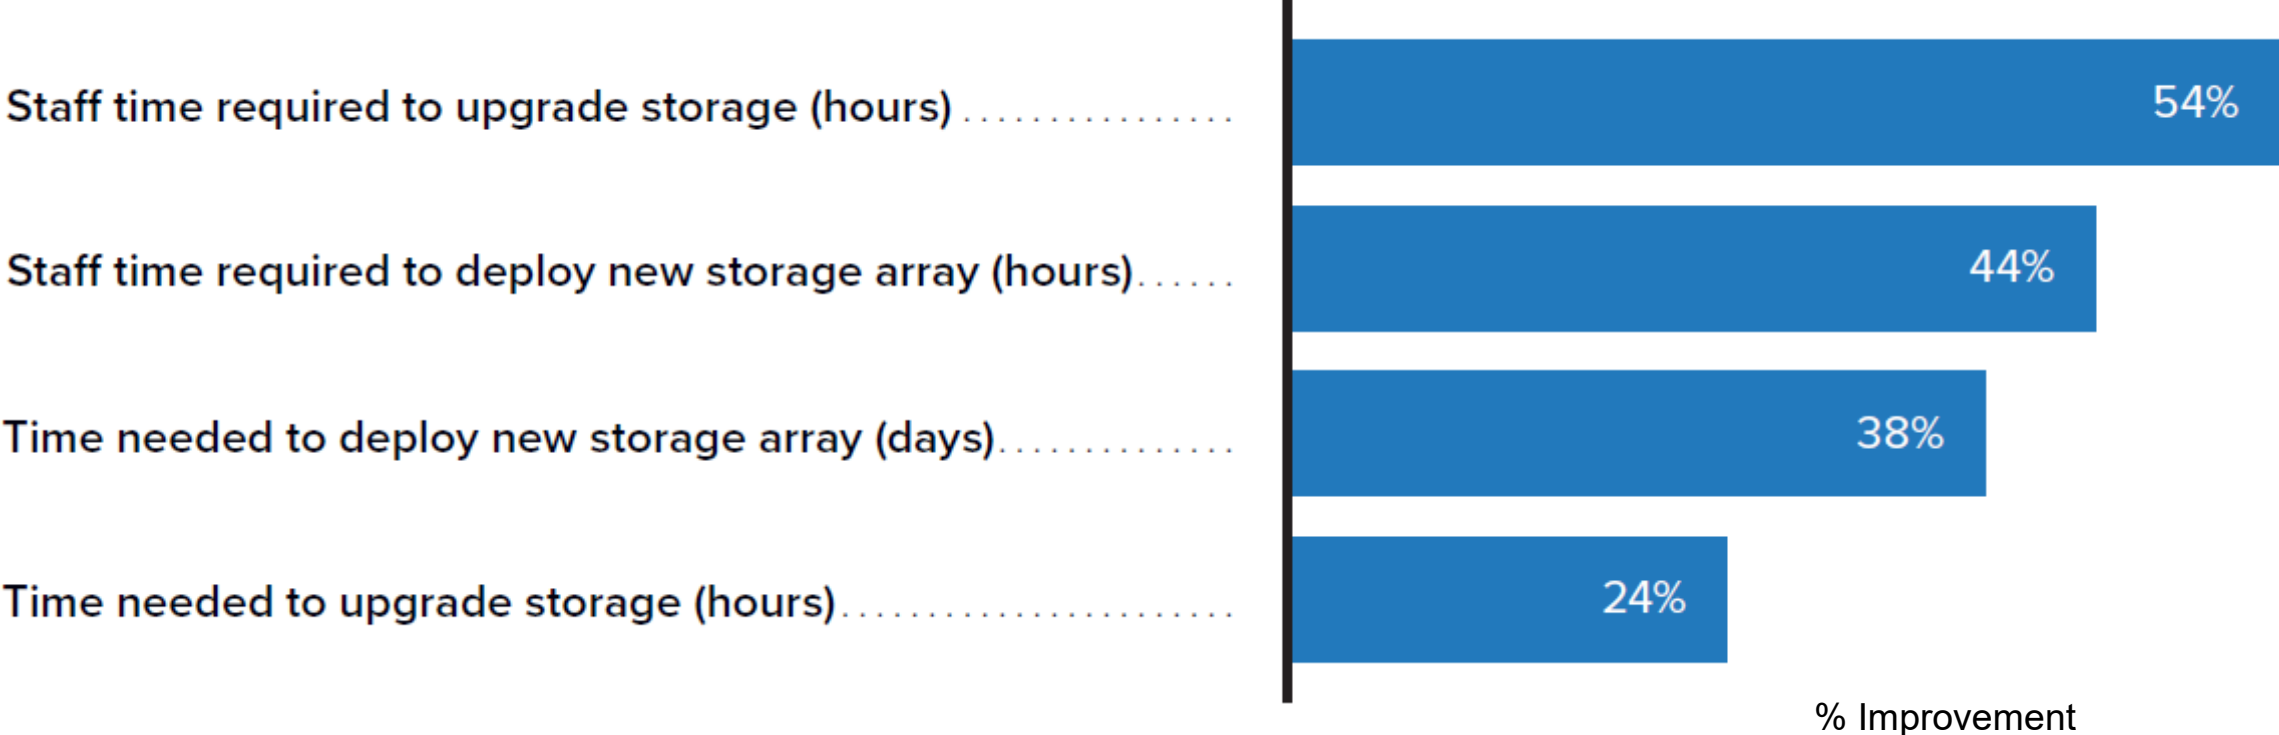 Staff time required to upgrade storage (hours) ................ 54%
Staff time required to deploy new storage array (hours)...... 44%
Time needed to deploy new storage array (days).............. 38%
Time needed to upgrade storage (hours)....................... 24%
% Improvement